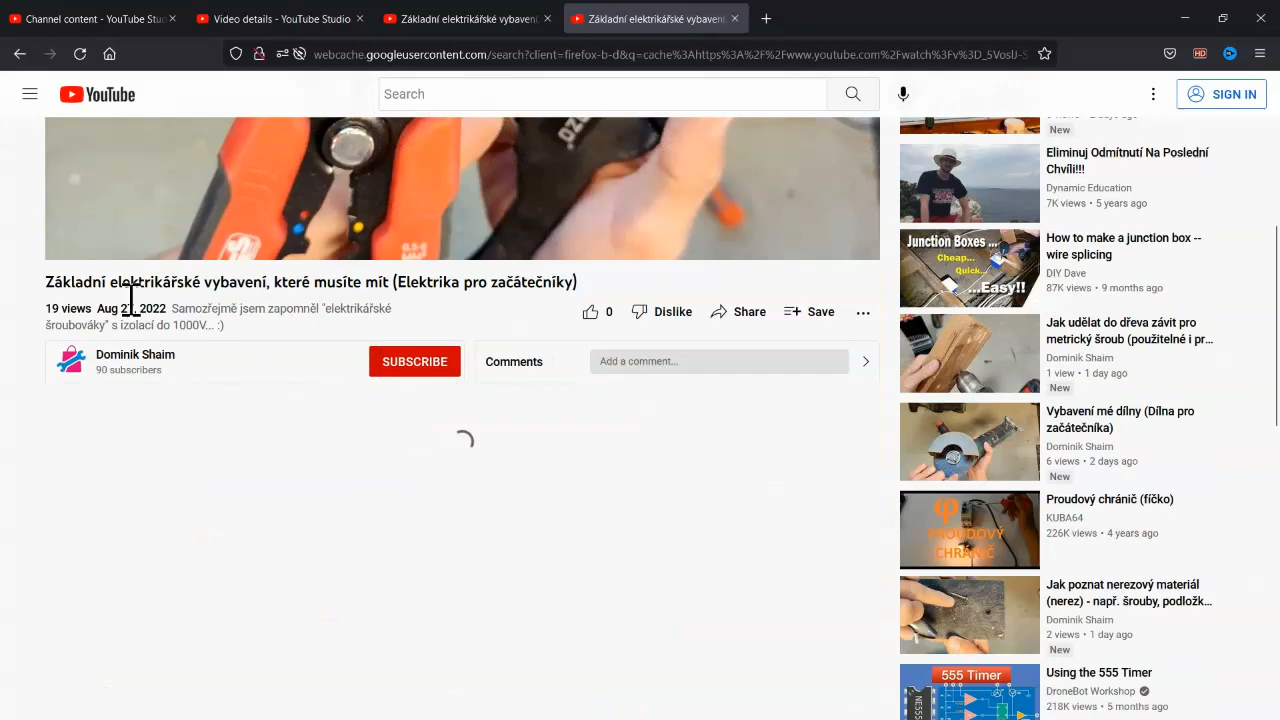 Channel content - YouTube Stud
Video details - YouTube Studio
Základní elektrikářské vybavení,
Základní elektrikářské vybavení
webcache.googleusercontent.com/search?client=firefox-b-d&q=cache%3Ahttps%3A%2F%2Fwww.youtube.com%2Fwatch%3Fv%3D_5VosIJ-S
HD
YouTube
Search
SIGN IN
Základní elektrikářské vybavení, které musíte mít (Elektrika pro začátečníky)
19 views Aug 2022 Samozřejmě jsem zapomněl "elektrikářské
šroubováky" s izolací do 1000V... :)
0
Dislike
Share
Save
Dominik Shaim
90 subscribers
SUBSCRIBE
Comments
Add a comment...
New
Eliminuj Odmítnutí Na Poslední
Chvíli!!!
Dynamic Education
7K views • 5 years ago
Junction Boxes ...
Cheap...
Quick...
...Easy!!
How to make a junction box --
wire splicing
DIY Dave
87K views • 9 months ago
Jak udělat do dřeva závit pro
metrický šroub (použitelné i pr...
Dominik Shaim
1 view • 1 day ago
New
Vybavení mé dílny (Dílna pro
začátečníka)
Dominik Shaim
6 views • 2 days ago
New
φ
PROUDOVÝ
CHRÁNIČ
Proudový chránič (fíčko)
KUBA64
226K views • 4 years ago
Jak poznat nerezový materiál
(nerez) - např. šrouby, podložk...
Dominik Shaim
2 views • 1 day ago
New
555 Timer
Using the 555 Timer
DroneBot Workshop
218K views • 5 months ago